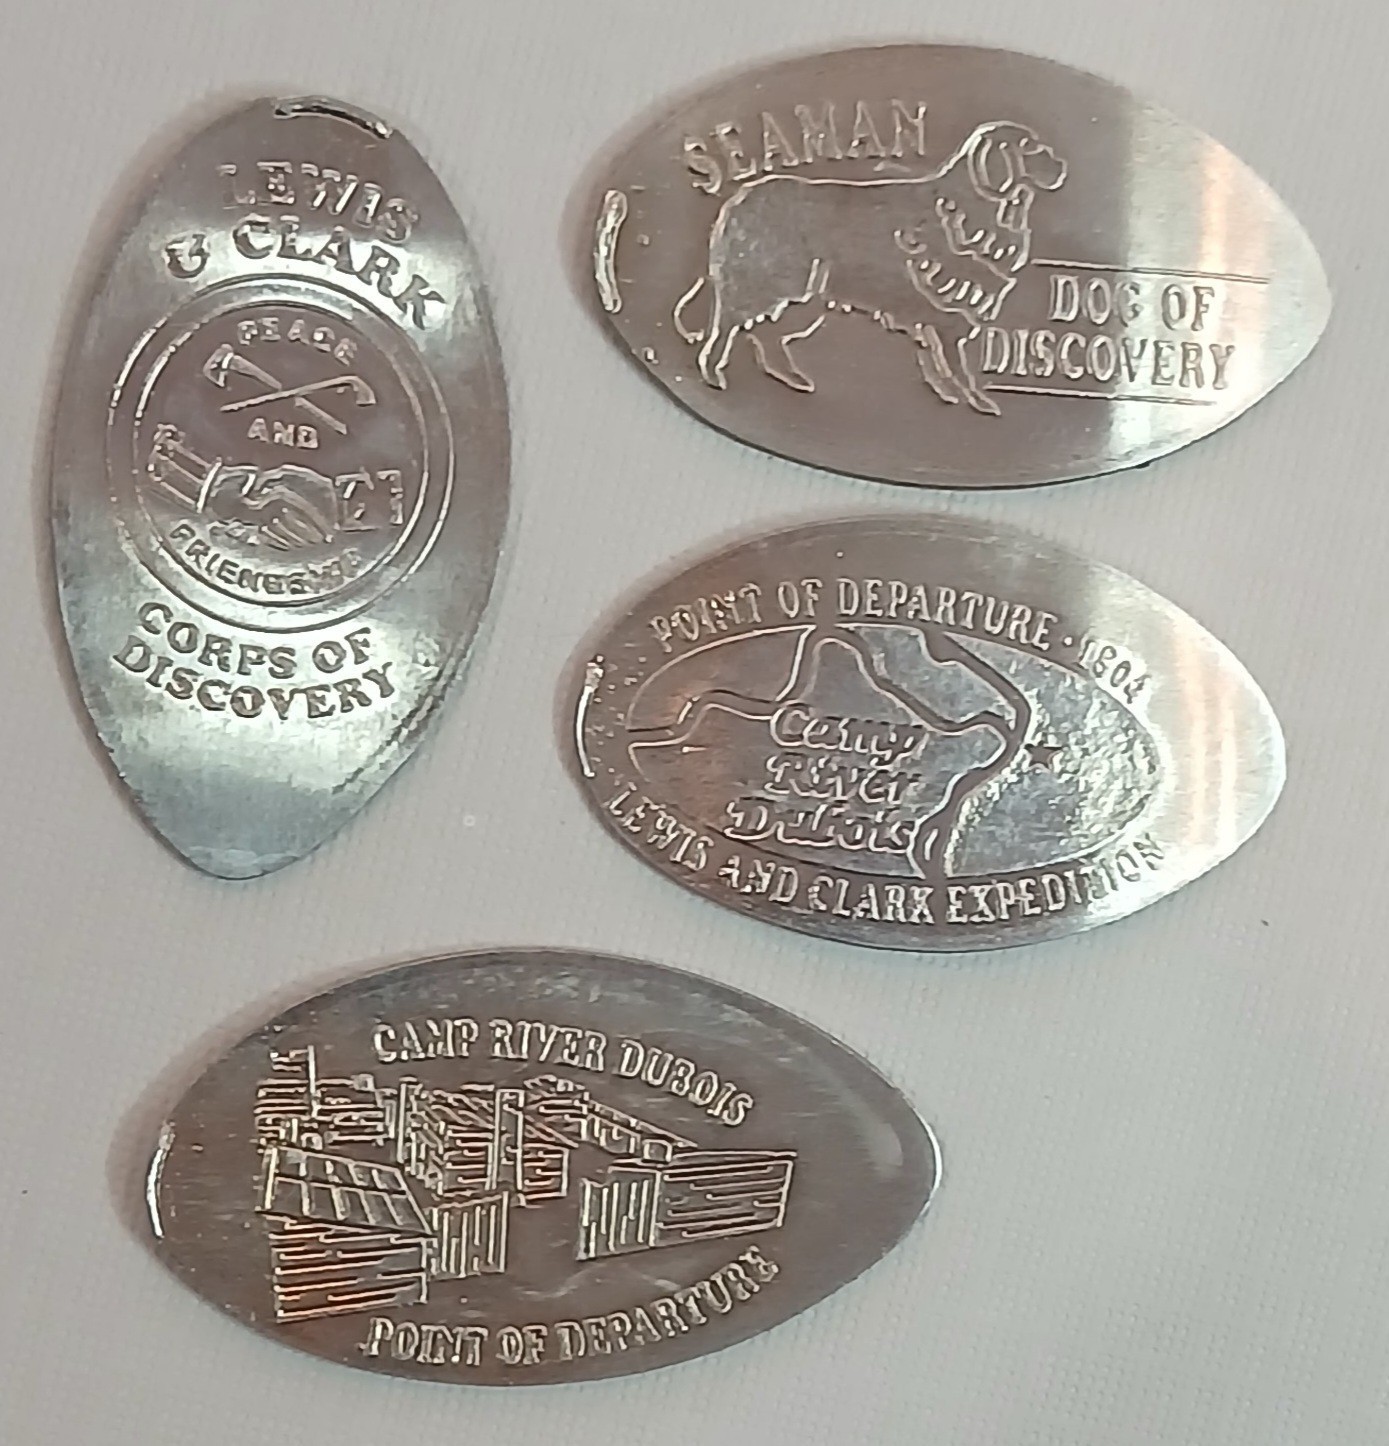 LEWIS
& CLARK
PEACE
AND
FRIENDSHIP
CORPS OF
DISCOVERY
SEAMAN
DOG OF
DISCOVERY
POINT OF DEPARTURE · 1804
Camp
River
Dubois
LEWIS AND CLARK EXPEDITION
CAMP RIVER DUBOIS
POINT OF DEPARTURE